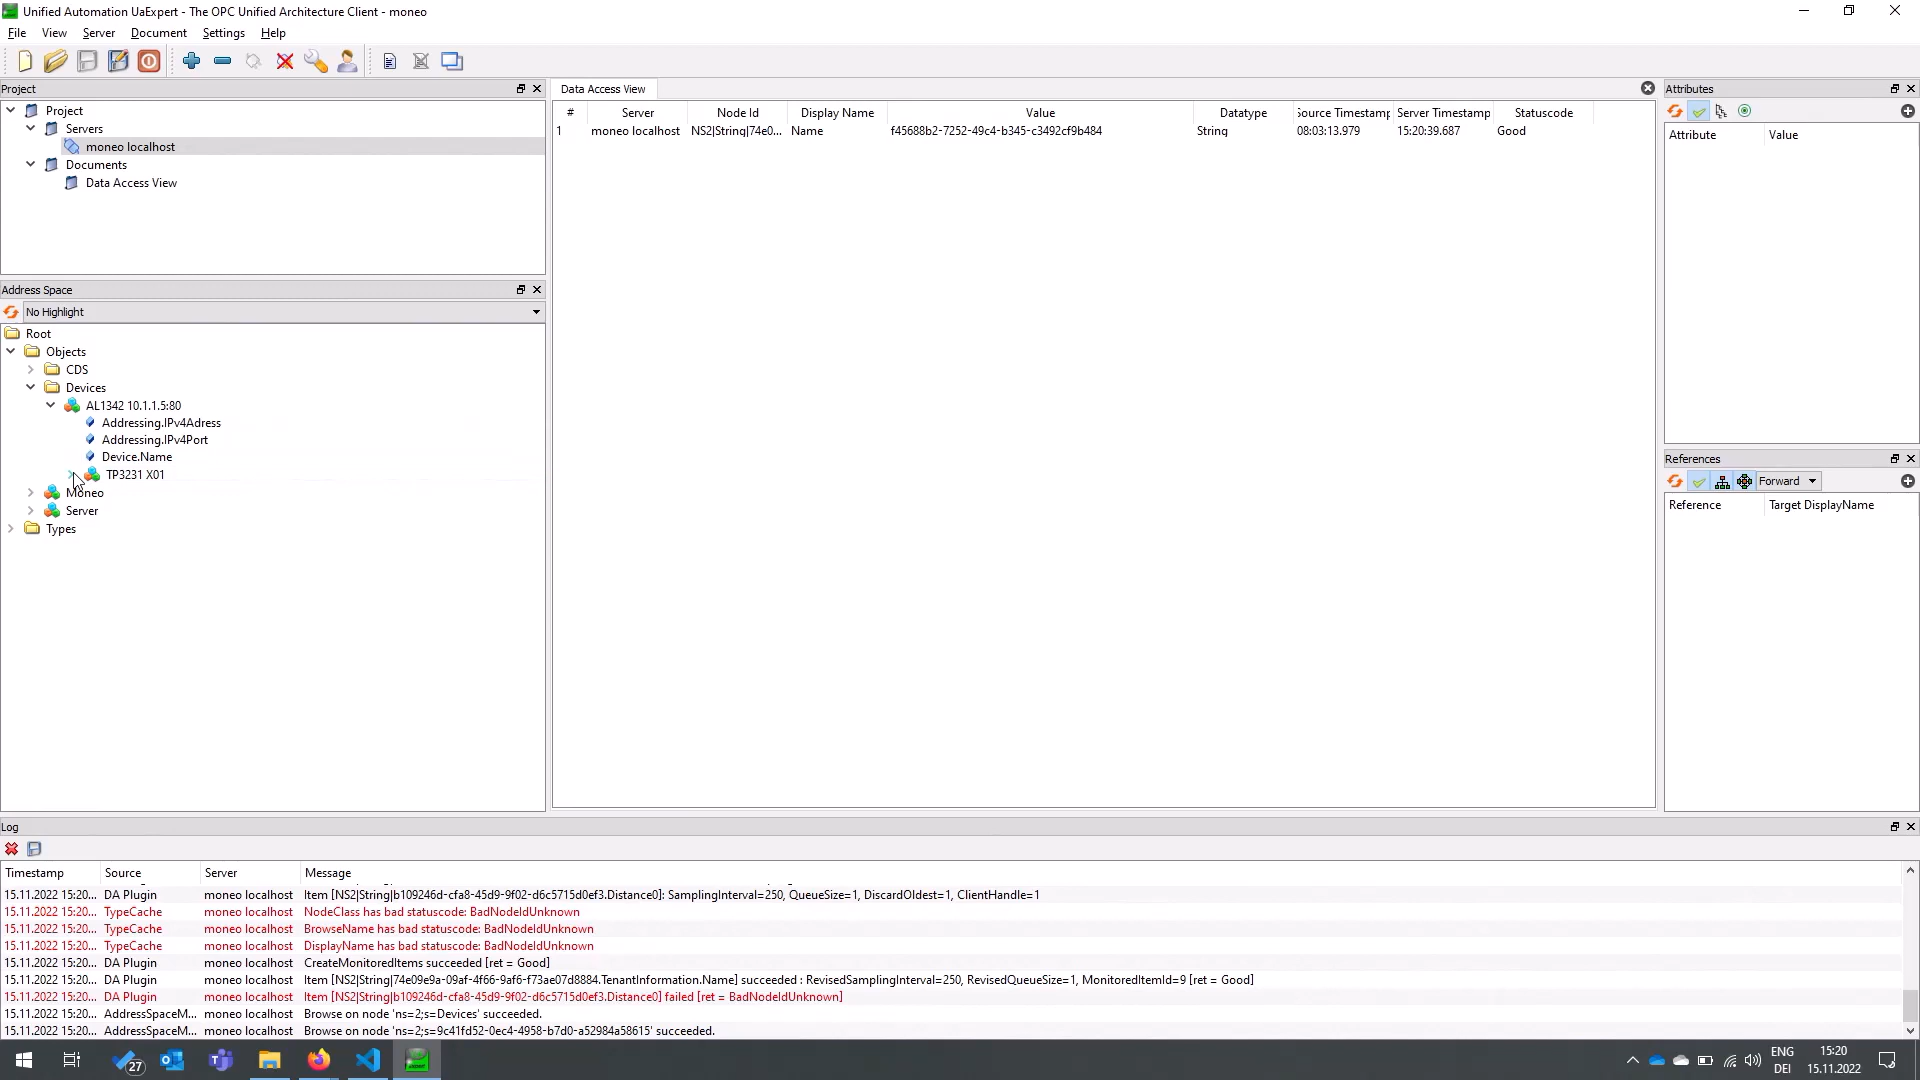 Unified Automation UaExpert - The OPC Unified Architecture Client - moneo
File View Server Document Settings Help
Project
Project
Servers
moneo localhost
Documents
Data Access View
Address Space
No Highlight
Root
Objects
CDS
Devices
AL1342 10.1.1.5:80
Addressing.IPv4Adress
Addressing.IPv4Port
Device.Name
TP3231 X01
Moneo
Server
Types
Data Access View
# Server Node Id Display Name Value Datatype Source Timestamp Server Timestamp Statuscode
1 moneo localhost NS2|String|74e0... Name f45688b2-7252-49c4-b345-c3492cf9b484 String 08:03:13.979 15:20:39.687 Good
Attributes
Attribute Value
References
Forward
Reference Target DisplayName
Log
Timestamp Source Server Message
15.11.2022 15:20... DA Plugin moneo localhost Item [NS2|String|b109246d-cfa8-45d9-9f02-d6c5715d0ef3.Distance0]: SamplingInterval=250, QueueSize=1, DiscardOldest=1, ClientHandle=1
15.11.2022 15:20... TypeCache moneo localhost NodeClass has bad statuscode: BadNodeIdUnknown
15.11.2022 15:20... TypeCache moneo localhost BrowseName has bad statuscode: BadNodeIdUnknown
15.11.2022 15:20... TypeCache moneo localhost DisplayName has bad statuscode: BadNodeIdUnknown
15.11.2022 15:20... DA Plugin moneo localhost CreateMonitoredItems succeeded [ret = Good]
15.11.2022 15:20... DA Plugin moneo localhost Item [NS2|String|74e09e9a-09af-4f66-9af6-f73ae07d8884.TenantInformation.Name] succeeded : RevisedSamplingInterval=250, RevisedQueueSize=1, MonitoredItemId=9 [ret = Good]
15.11.2022 15:20... DA Plugin moneo localhost Item [NS2|String|b109246d-cfa8-45d9-9f02-d6c5715d0ef3.Distance0] failed [ret = BadNodeIdUnknown]
15.11.2022 15:20... AddressSpaceM... moneo localhost Browse on node 'ns=2;s=Devices' succeeded.
15.11.2022 15:20... AddressSpaceM... moneo localhost Browse on node 'ns=2;s=9c41fd52-0ec4-4958-b7d0-a52984a58615' succeeded.
27
ENG
DEI
15:20
15.11.2022